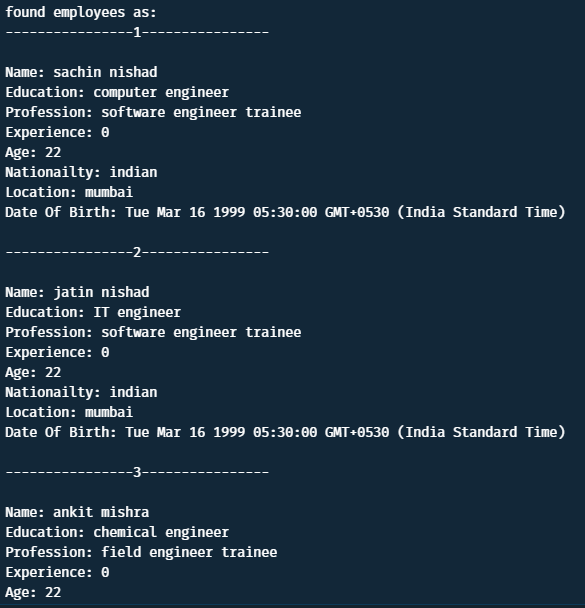 found employees as:
----------------1----------------
Name: sachin nishad
Education: computer engineer
Profession: software engineer trainee
Experience: 0
Age: 22
Nationailty: indian
Location: mumbai
Date Of Birth: Tue Mar 16 1999 05:30:00 GMT+0530 (India Standard Time)
----------------2----------------
Name: jatin nishad
Education: IT engineer
Profession: software engineer trainee
Experience: 0
Age: 22
Nationailty: indian
Location: mumbai
Date Of Birth: Tue Mar 16 1999 05:30:00 GMT+0530 (India Standard Time)
----------------3----------------
Name: ankit mishra
Education: chemical engineer
Profession: field engineer trainee
Experience: 0
Age: 22